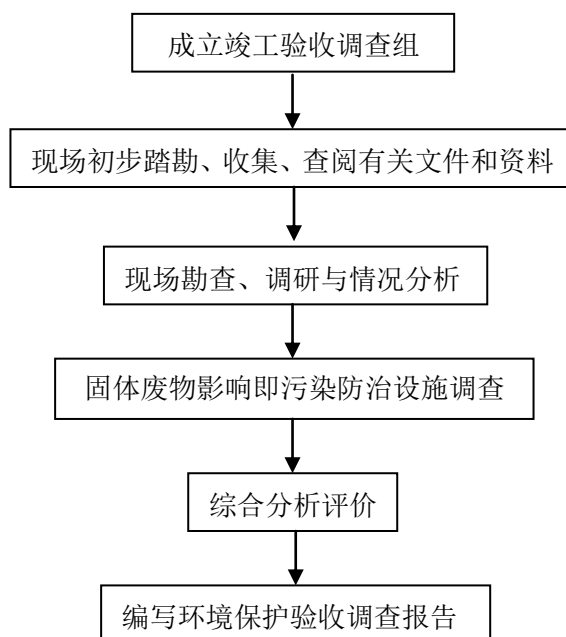 成立竣工验收调查组
现场初步踏勘、收集、查阅有关文件和资料
现场勘查、调研与情况分析
固体废物影响即污染防治设施调查
综合分析评价
编写环境保护验收调查报告